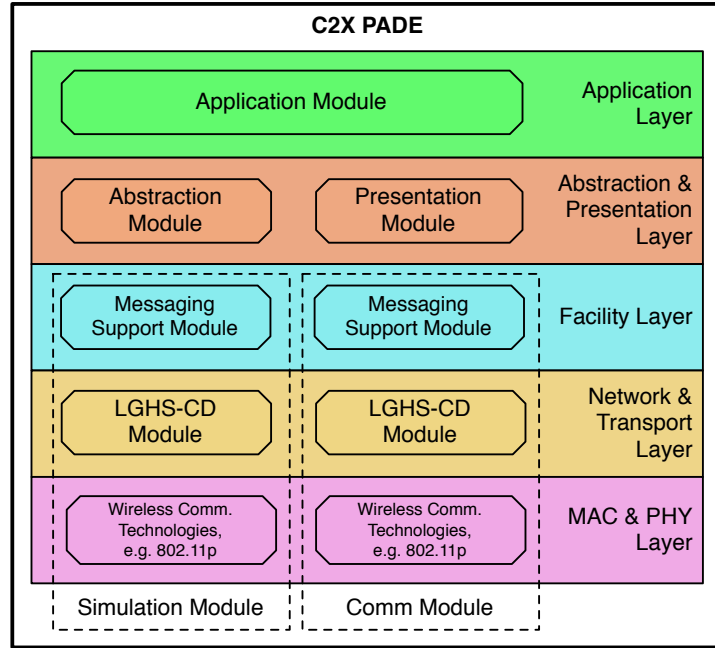 C2X PADE
Application Module
Application
Layer
Abstraction
Module
Presentation
Module
Abstraction &
Presentation
Layer
Messaging
Support Module
Messaging
Support Module
Facility Layer
LGHS-CD
Module
LGHS-CD
Module
Network &
Transport
Layer
Wireless Comm.
Technologies,
e.g. 802.11p
Wireless Comm.
Technologies,
e.g. 802.11p
MAC & PHY
Layer
Simulation Module
Comm Module